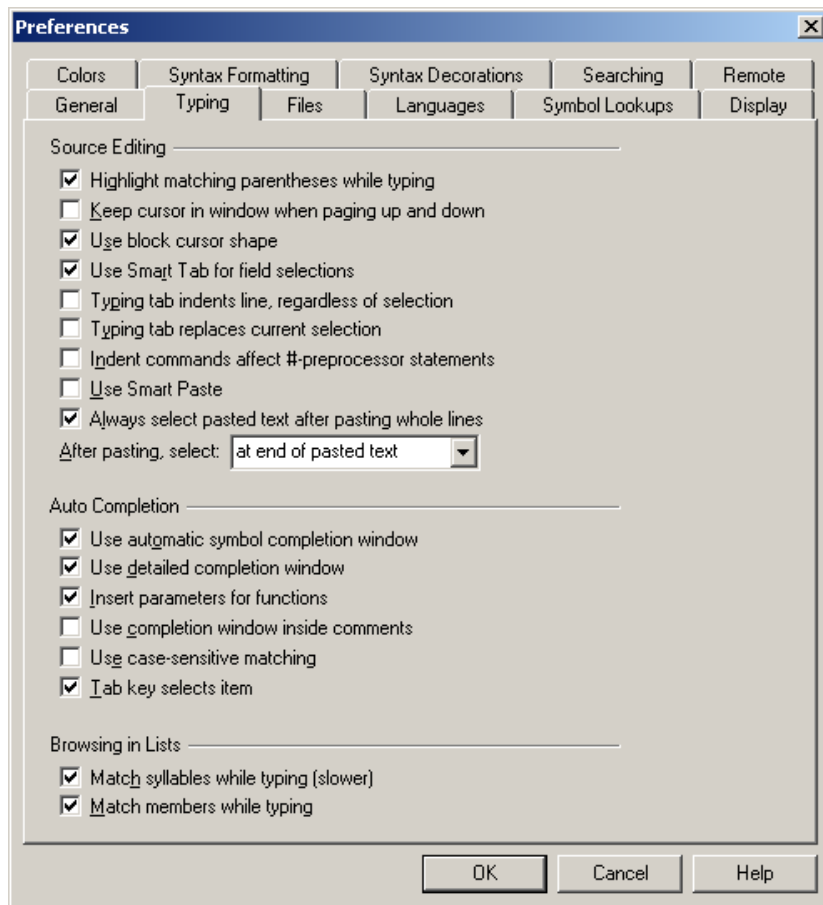 Preferences
Colors Syntax Formatting Syntax Decorations Searching Remote
General Typing Files Languages Symbol Lookups Display
Source Editing
Highlight matching parentheses while typing
Keep cursor in window when paging up and down
Use block cursor shape
Use Smart Tab for field selections
Typing tab indents line, regardless of selection
Typing tab replaces current selection
Indent commands affect #-preprocessor statements
Use Smart Paste
Always select pasted text after pasting whole lines
After pasting, select: at end of pasted text
Auto Completion
Use automatic symbol completion window
Use detailed completion window
Insert parameters for functions
Use completion window inside comments
Use case-sensitive matching
Tab key selects item
Browsing in Lists
Match syllables while typing (slower)
Match members while typing
OK Cancel Help